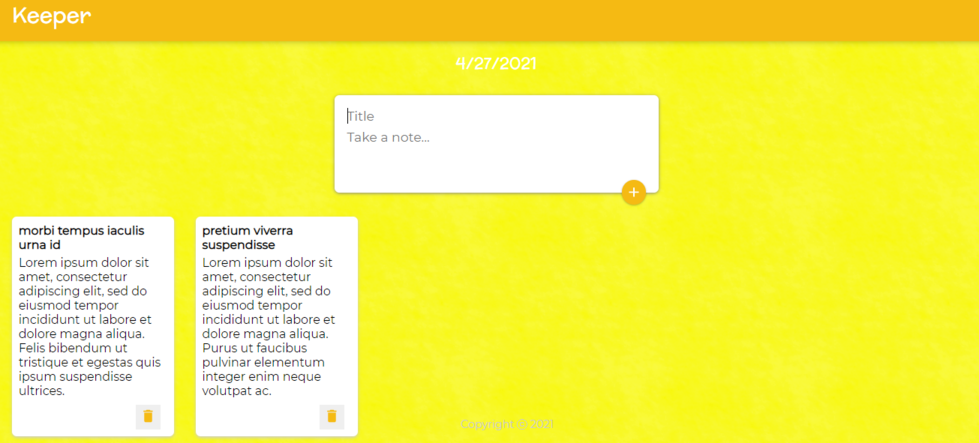 Keeper
4/27/2021
Title
Take a note...
+
morbi tempus iaculis
urna id
Lorem ipsum dolor sit
amet, consectetur
adipiscing elit, sed do
eiusmod tempor
incididunt ut labore et
dolore magna aliqua.
Felis bibendum ut
tristique et egestas quis
ipsum suspendisse
ultrices.
pretium viverra
suspendisse
Lorem ipsum dolor sit
amet, consectetur
adipiscing elit, sed do
eiusmod tempor
incididunt ut labore et
dolore magna aliqua.
Purus ut faucibus
pulvinar elementum
integer enim neque
volutpat ac.
Copyright ⓒ 2021